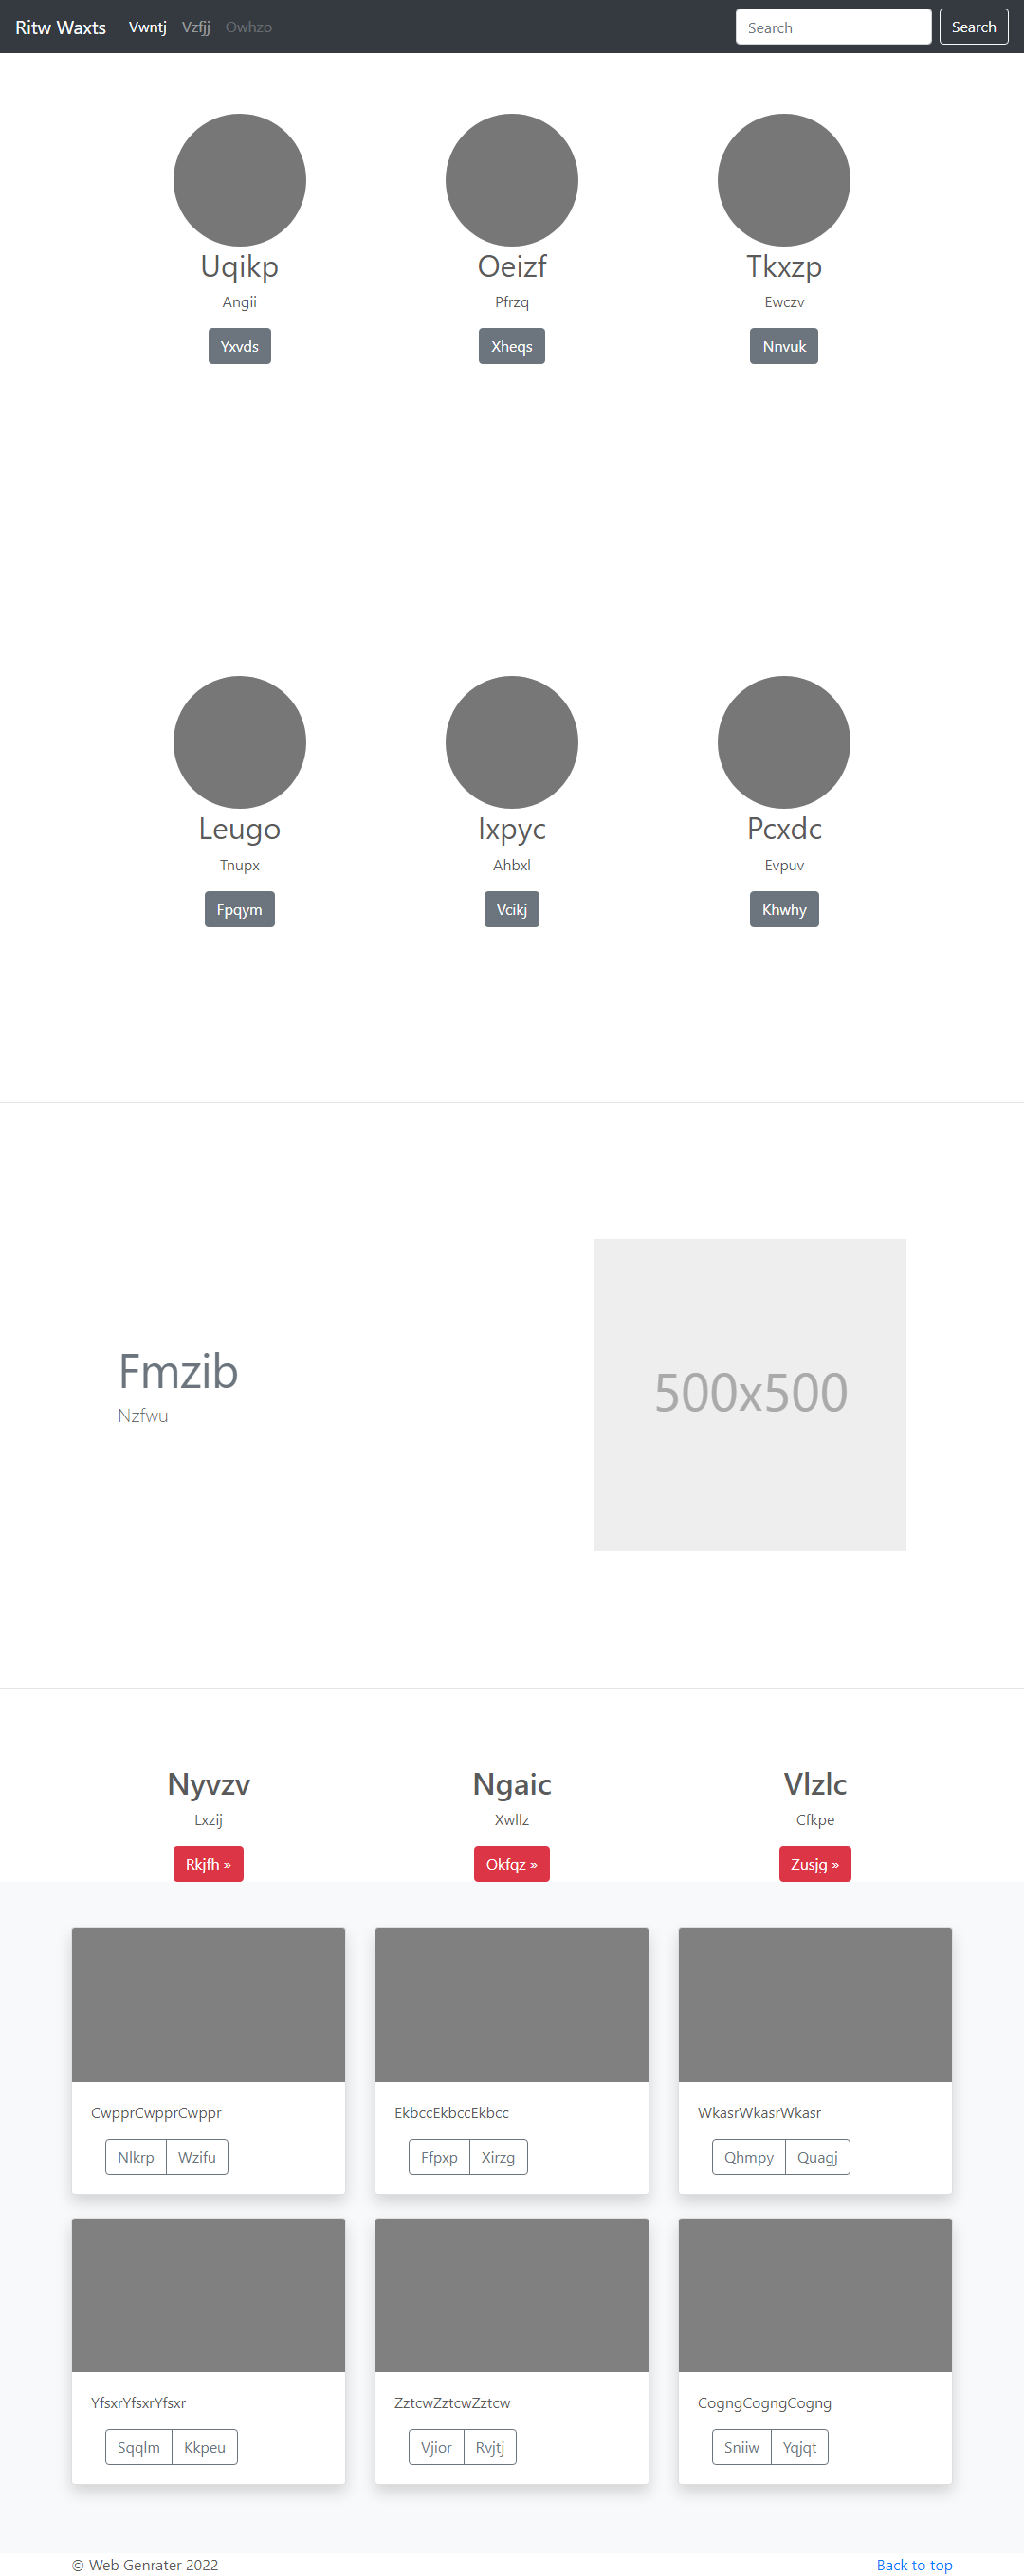 Ritw Waxts Vwntj Vzfjj Owhzo Search Search
Uqikp Oeizf Tkxzp
Angii Pfrzq Ewczv
Yxvds Xheqs Nnvuk
Leugo Ixpyc Pcxdc
Tnupx Ahbxl Evpuv
Fpqym Vcikj Khwhy
Fmzib
Nzfwu
500x500
Nyvzv Ngaic Vlzlc
Lxzij Xwllz Cfkpe
Rkjfh » Okfqz » Zusjg »
CwpprCwpprCwppr EkbccEkbccEkbcc WkasrWkasrWkasr
Nlkrp Wzifu Ffpxp Xirzg Qhmpy Quagj
YfsxrYfsxrYfsxr ZztcwZztcwZztcw CogngCogngCogng
Sqqlm Kkpeu Vjior Rvjtj Sniiw Yqjqt
© Web Genrater 2022 Back to top